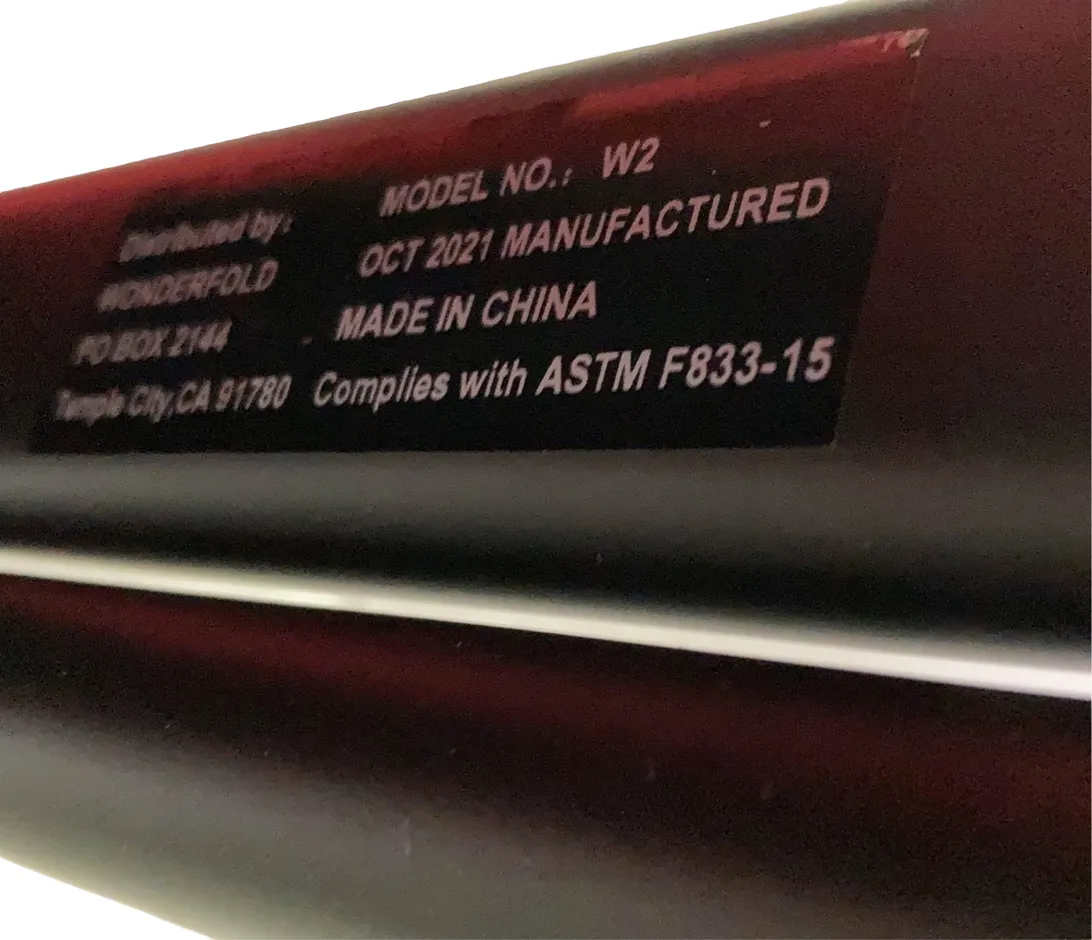 Distributed by:
WONDERFOLD
PO BOX 2144
Temple City,CA 91780
MODEL NO.: W2
OCT 2021 MANUFACTURED
MADE IN CHINA
Complies with ASTM F833-15